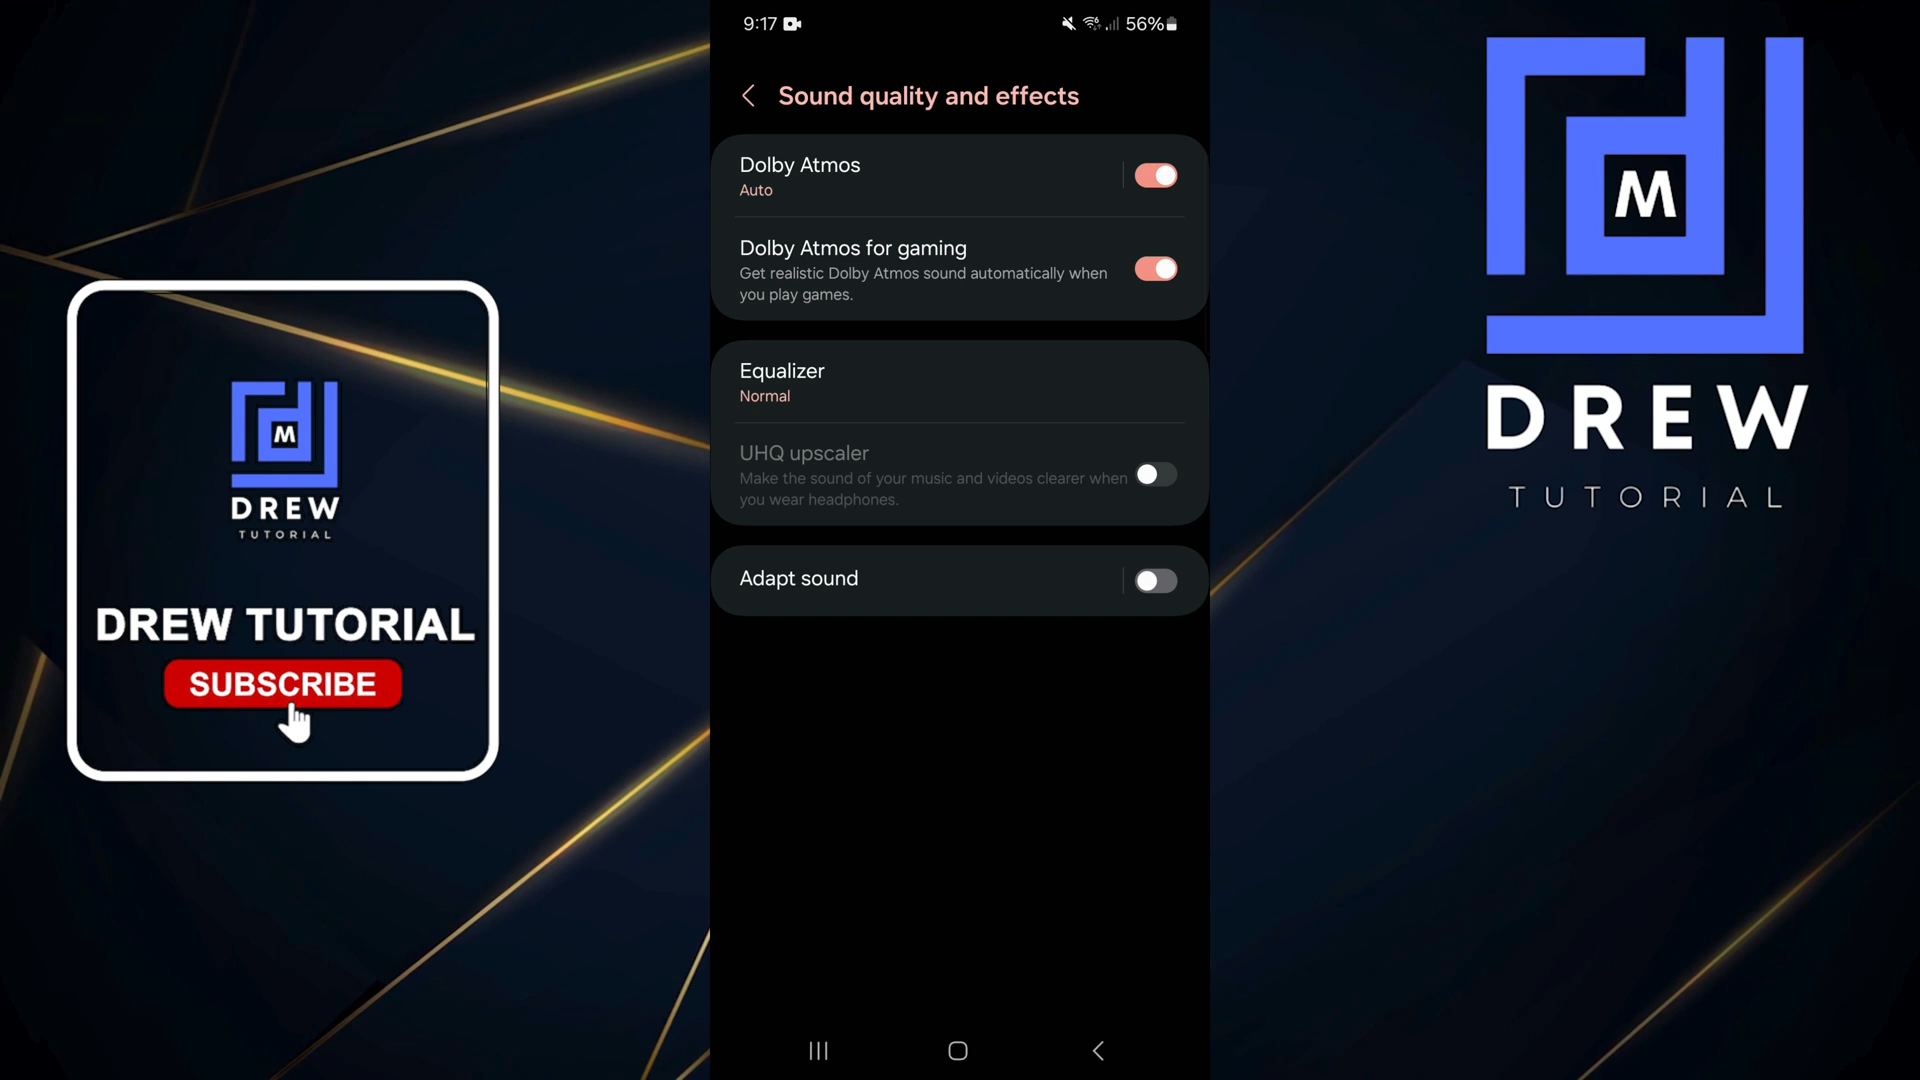 9:17
56%
Sound quality and effects
Dolby Atmos
Auto
Dolby Atmos for gaming
Get realistic Dolby Atmos sound automatically when
you play games.
Equalizer
Normal
UHQ upscaler
Make the sound of your music and videos clearer when
you wear headphones.
Adapt sound
M
DREW
TUTORIAL
DREW TUTORIAL
SUBSCRIBE
M
DREW
TUTORIAL